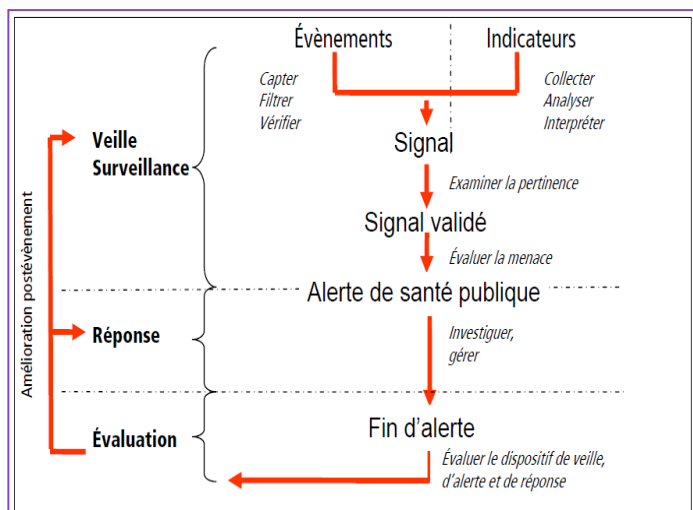 Évènements
Indicateurs
Capter
Filtrer
Vérifier
Collecter
Analyser
Interpréter
Veille
Surveillance
Signal
Examiner la pertinence
Signal validé
Évaluer la menace
Alerte de santé publique
Réponse
Investiguer,
gérer
Amélioration postévènement
Évaluation
Fin d'alerte
Évaluer le dispositif de veille,
d'alerte et de réponse